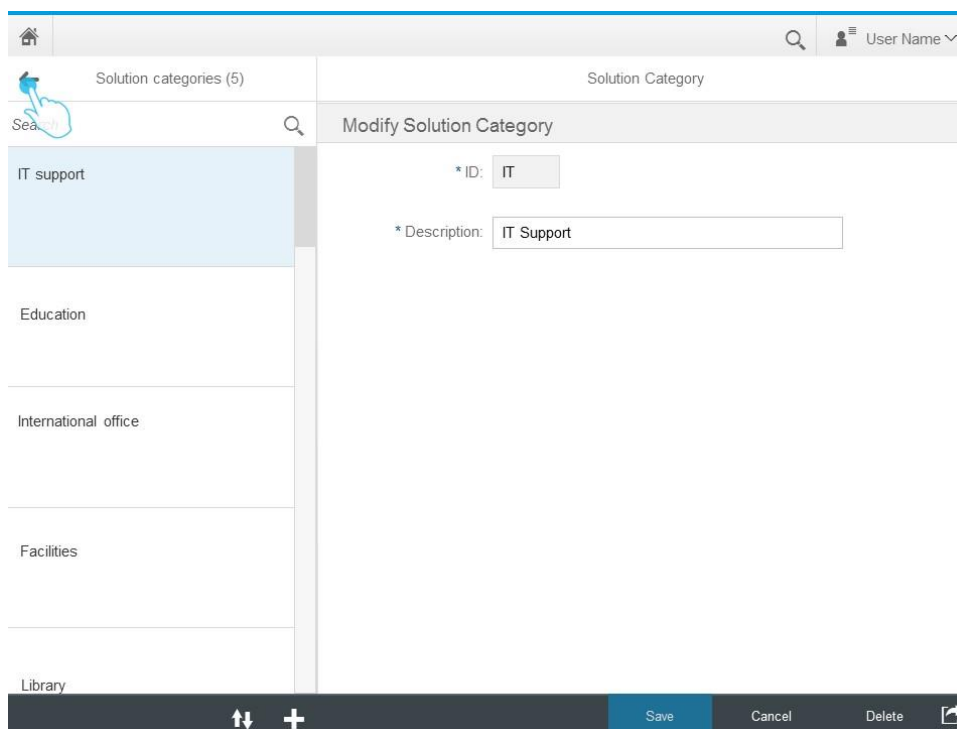 User Name
Solution categories (5)
Solution Category
Search
Modify Solution Category
IT support
* ID: IT
* Description: IT Support
Education
International office
Facilities
Library
Save Cancel Delete